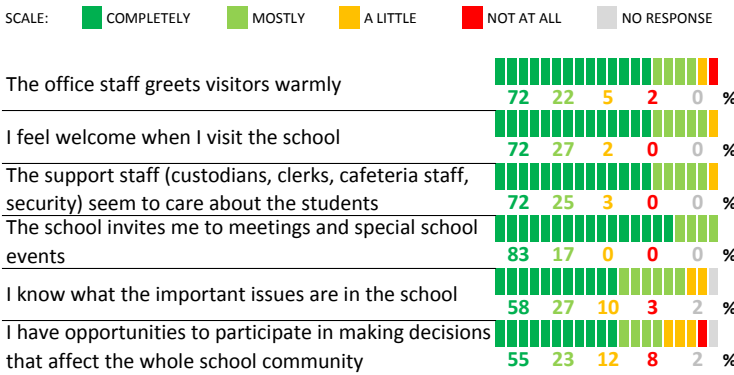 SCALE: COMPLETELY MOSTLY A LITTLE NOT AT ALL NO RESPONSE
The office staff greets visitors warmly
72 22 5 2 0 %
I feel welcome when I visit the school
72 27 2 0 0 %
The support staff (custodians, clerks, cafeteria staff,
security) seem to care about the students
72 25 3 0 0 %
The school invites me to meetings and special school
events
83 17 0 0 0 %
I know what the important issues are in the school
58 27 10 3 2 %
I have opportunities to participate in making decisions
that affect the whole school community
55 23 12 8 2 %